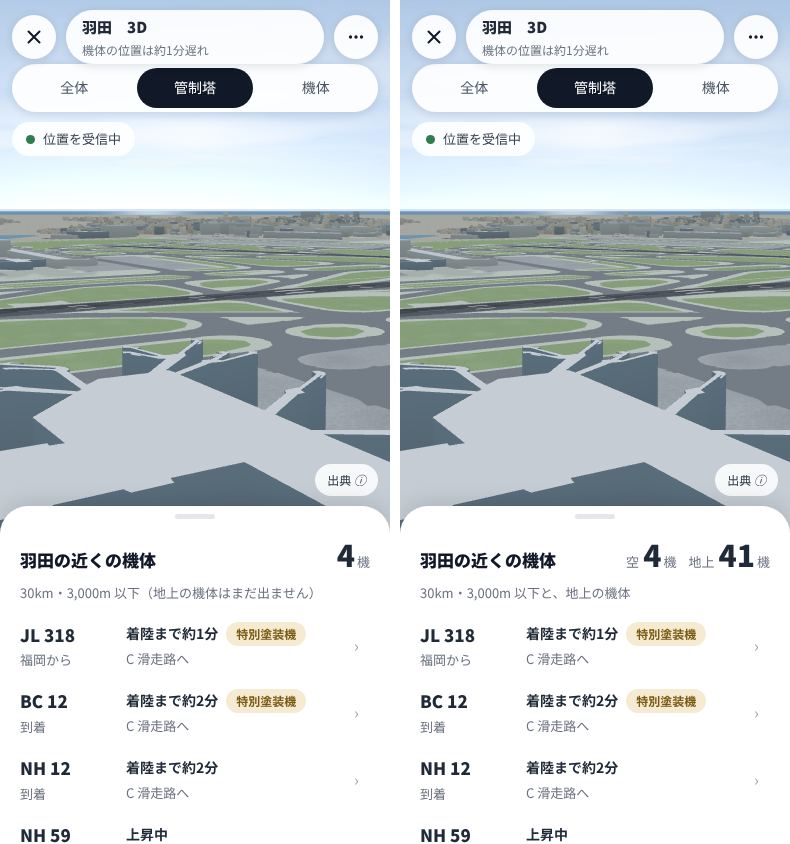 羽田 3D
機体の位置は約1分遅れ
全体 管制塔 機体
位置を受信中
出典 ⓘ
羽田の近くの機体 4機
30km・3,000m 以下（地上の機体はまだ出ません）
JL 318 着陸まで約1分 特別塗装機
福岡から C 滑走路へ
BC 12 着陸まで約2分 特別塗装機
到着 C 滑走路へ
NH 12 着陸まで約2分
到着 C 滑走路へ
NH 59 上昇中
羽田 3D
機体の位置は約1分遅れ
全体 管制塔 機体
位置を受信中
出典 ⓘ
羽田の近くの機体 空 4機 地上 41機
30km・3,000m 以下と、地上の機体
JL 318 着陸まで約1分 特別塗装機
福岡から C 滑走路へ
BC 12 着陸まで約2分 特別塗装機
到着 C 滑走路へ
NH 12 着陸まで約2分
到着 C 滑走路へ
NH 59 上昇中